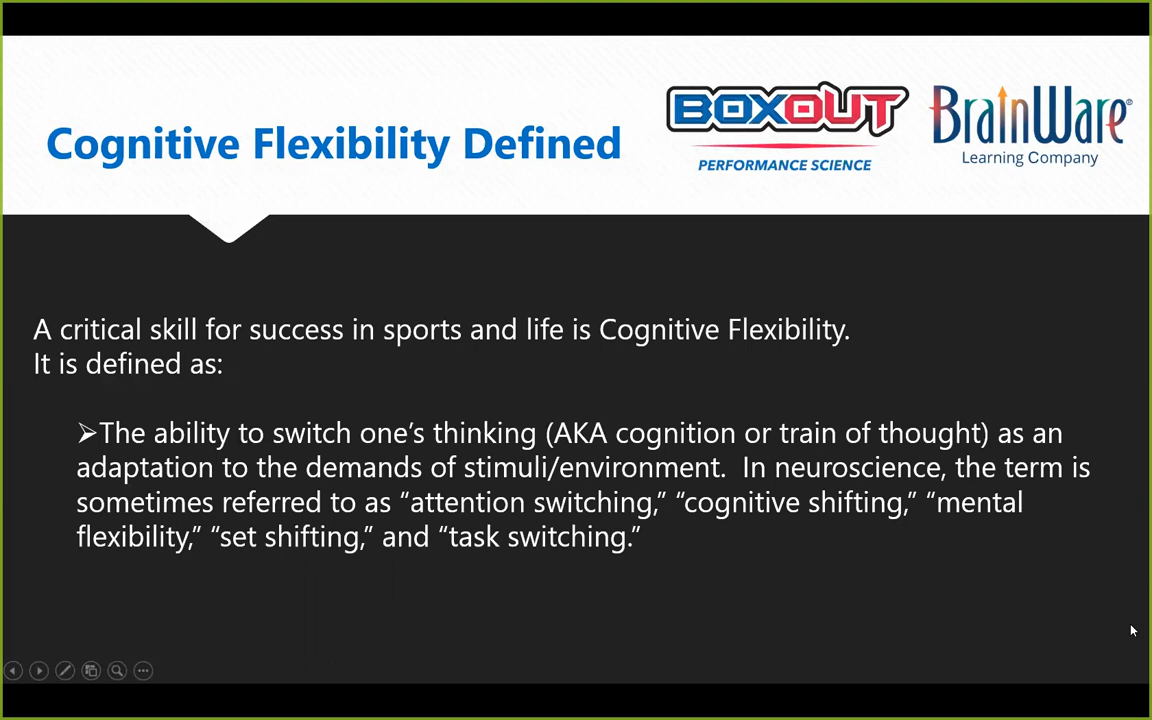 Cognitive Flexibility Defined
BOXOUT
PERFORMANCE SCIENCE
BrainWare®
Learning Company
A critical skill for success in sports and life is Cognitive Flexibility.
It is defined as:
➢The ability to switch one’s thinking (AKA cognition or train of thought) as an
adaptation to the demands of stimuli/environment.  In neuroscience, the term is
sometimes referred to as “attention switching,” “cognitive shifting,” “mental
flexibility,” “set shifting,” and “task switching.”